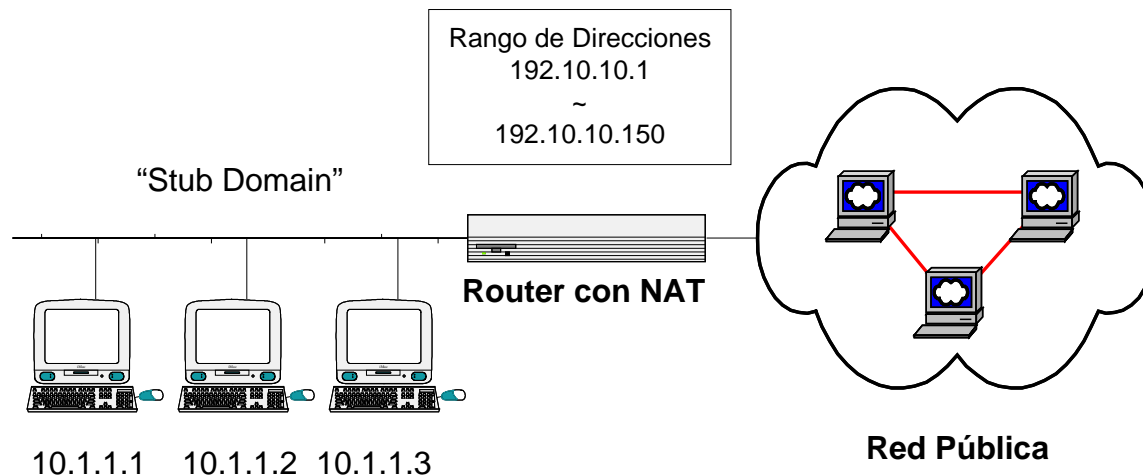 Rango de Direcciones
192.10.10.1
~
192.10.10.150
“Stub Domain”
Router con NAT
10.1.1.1
10.1.1.2
10.1.1.3
Red Pública